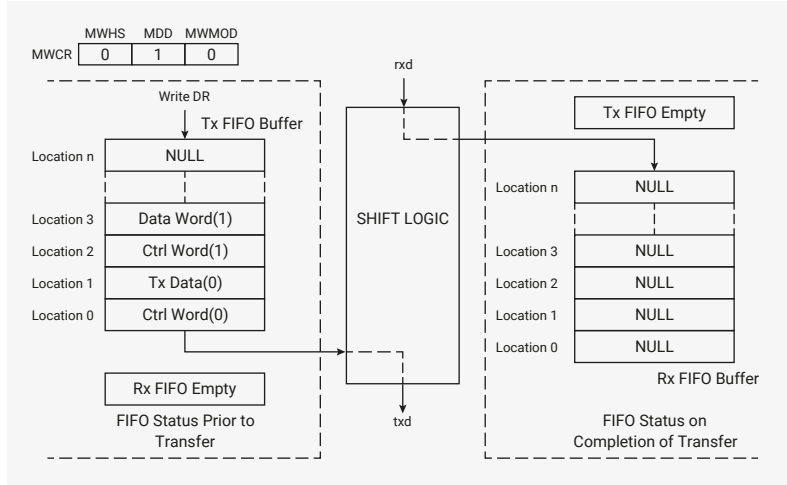 MWHS MDD MWMOD
MWCR 0 1 0
Write DR
Tx FIFO Buffer
Location n NULL
Location 3 Data Word(1)
Location 2 Ctrl Word(1)
Location 1 Tx Data(0)
Location 0 Ctrl Word(0)
Rx FIFO Empty
FIFO Status Prior to
Transfer
rxd
SHIFT LOGIC
txd
Tx FIFO Empty
Location n NULL
Location 3 NULL
Location 2 NULL
Location 1 NULL
Location 0 NULL
Rx FIFO Buffer
FIFO Status on
Completion of Transfer